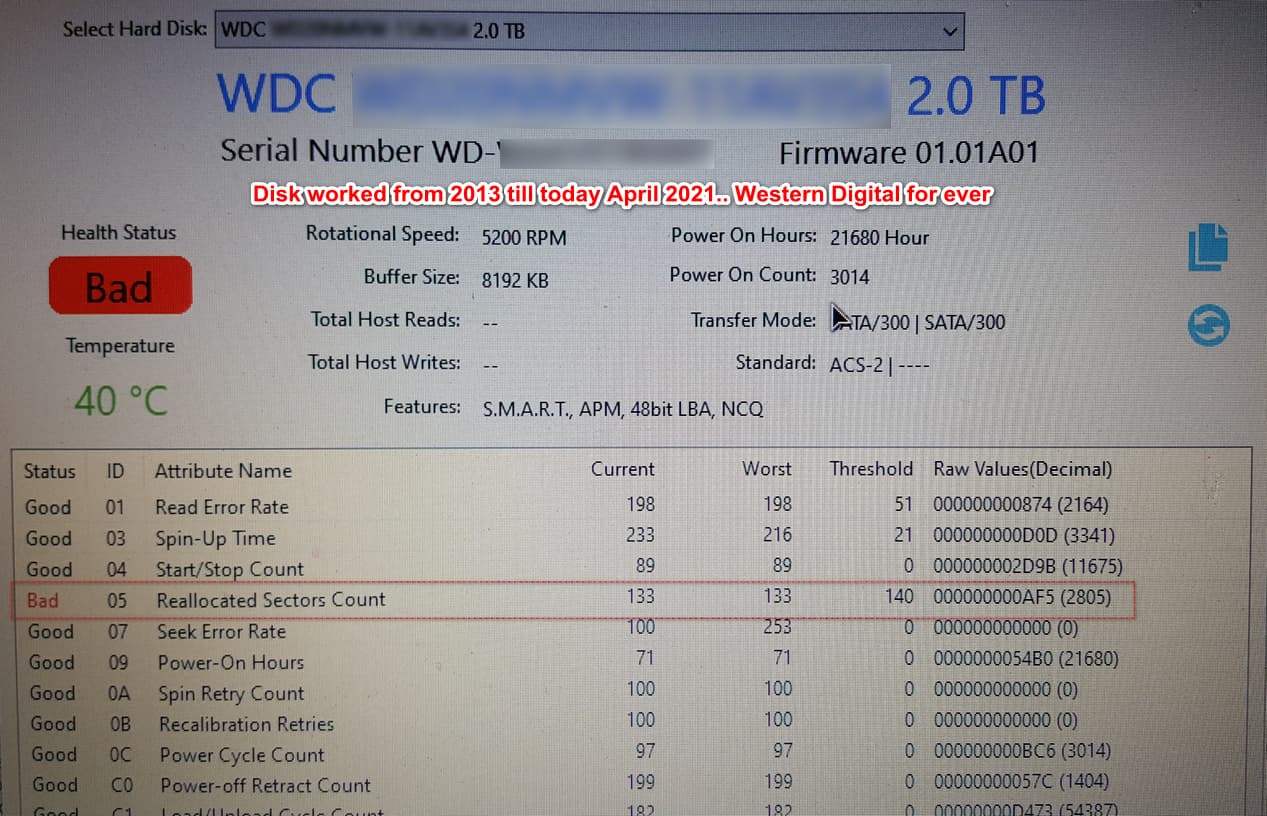 Select Hard Disk: WDC 2.0 TB
WDC 2.0 TB
Serial Number WD- Firmware 01.01A01
Disk worked from 2013 till today April 2021.. Western Digital for ever
Health Status
Bad
Temperature
40 °C
Rotational Speed: 5200 RPM
Buffer Size: 8192 KB
Total Host Reads: --
Total Host Writes: --
Features: S.M.A.R.T., APM, 48bit LBA, NCQ
Power On Hours: 21680 Hour
Power On Count: 3014
Transfer Mode: ATA/300 | SATA/300
Standard: ACS-2 | ----
Status ID Attribute Name Current Worst Threshold Raw Values(Decimal)
Good 01 Read Error Rate 198 198 51 000000000874 (2164)
Good 03 Spin-Up Time 233 216 21 000000000D0D (3341)
Good 04 Start/Stop Count 89 89 0 000000002D9B (11675)
Bad 05 Reallocated Sectors Count 133 133 140 000000000AF5 (2805)
Good 07 Seek Error Rate 100 253 0 000000000000 (0)
Good 09 Power-On Hours 71 71 0 0000000054B0 (21680)
Good 0A Spin Retry Count 100 100 0 000000000000 (0)
Good 0B Recalibration Retries 100 100 0 000000000000 (0)
Good 0C Power Cycle Count 97 97 0 000000000BC6 (3014)
Good C0 Power-off Retract Count 199 199 0 00000000057C (1404)
Good C1 Load/Unload Cycle Count 182 182 0 00000000D473 (54387)